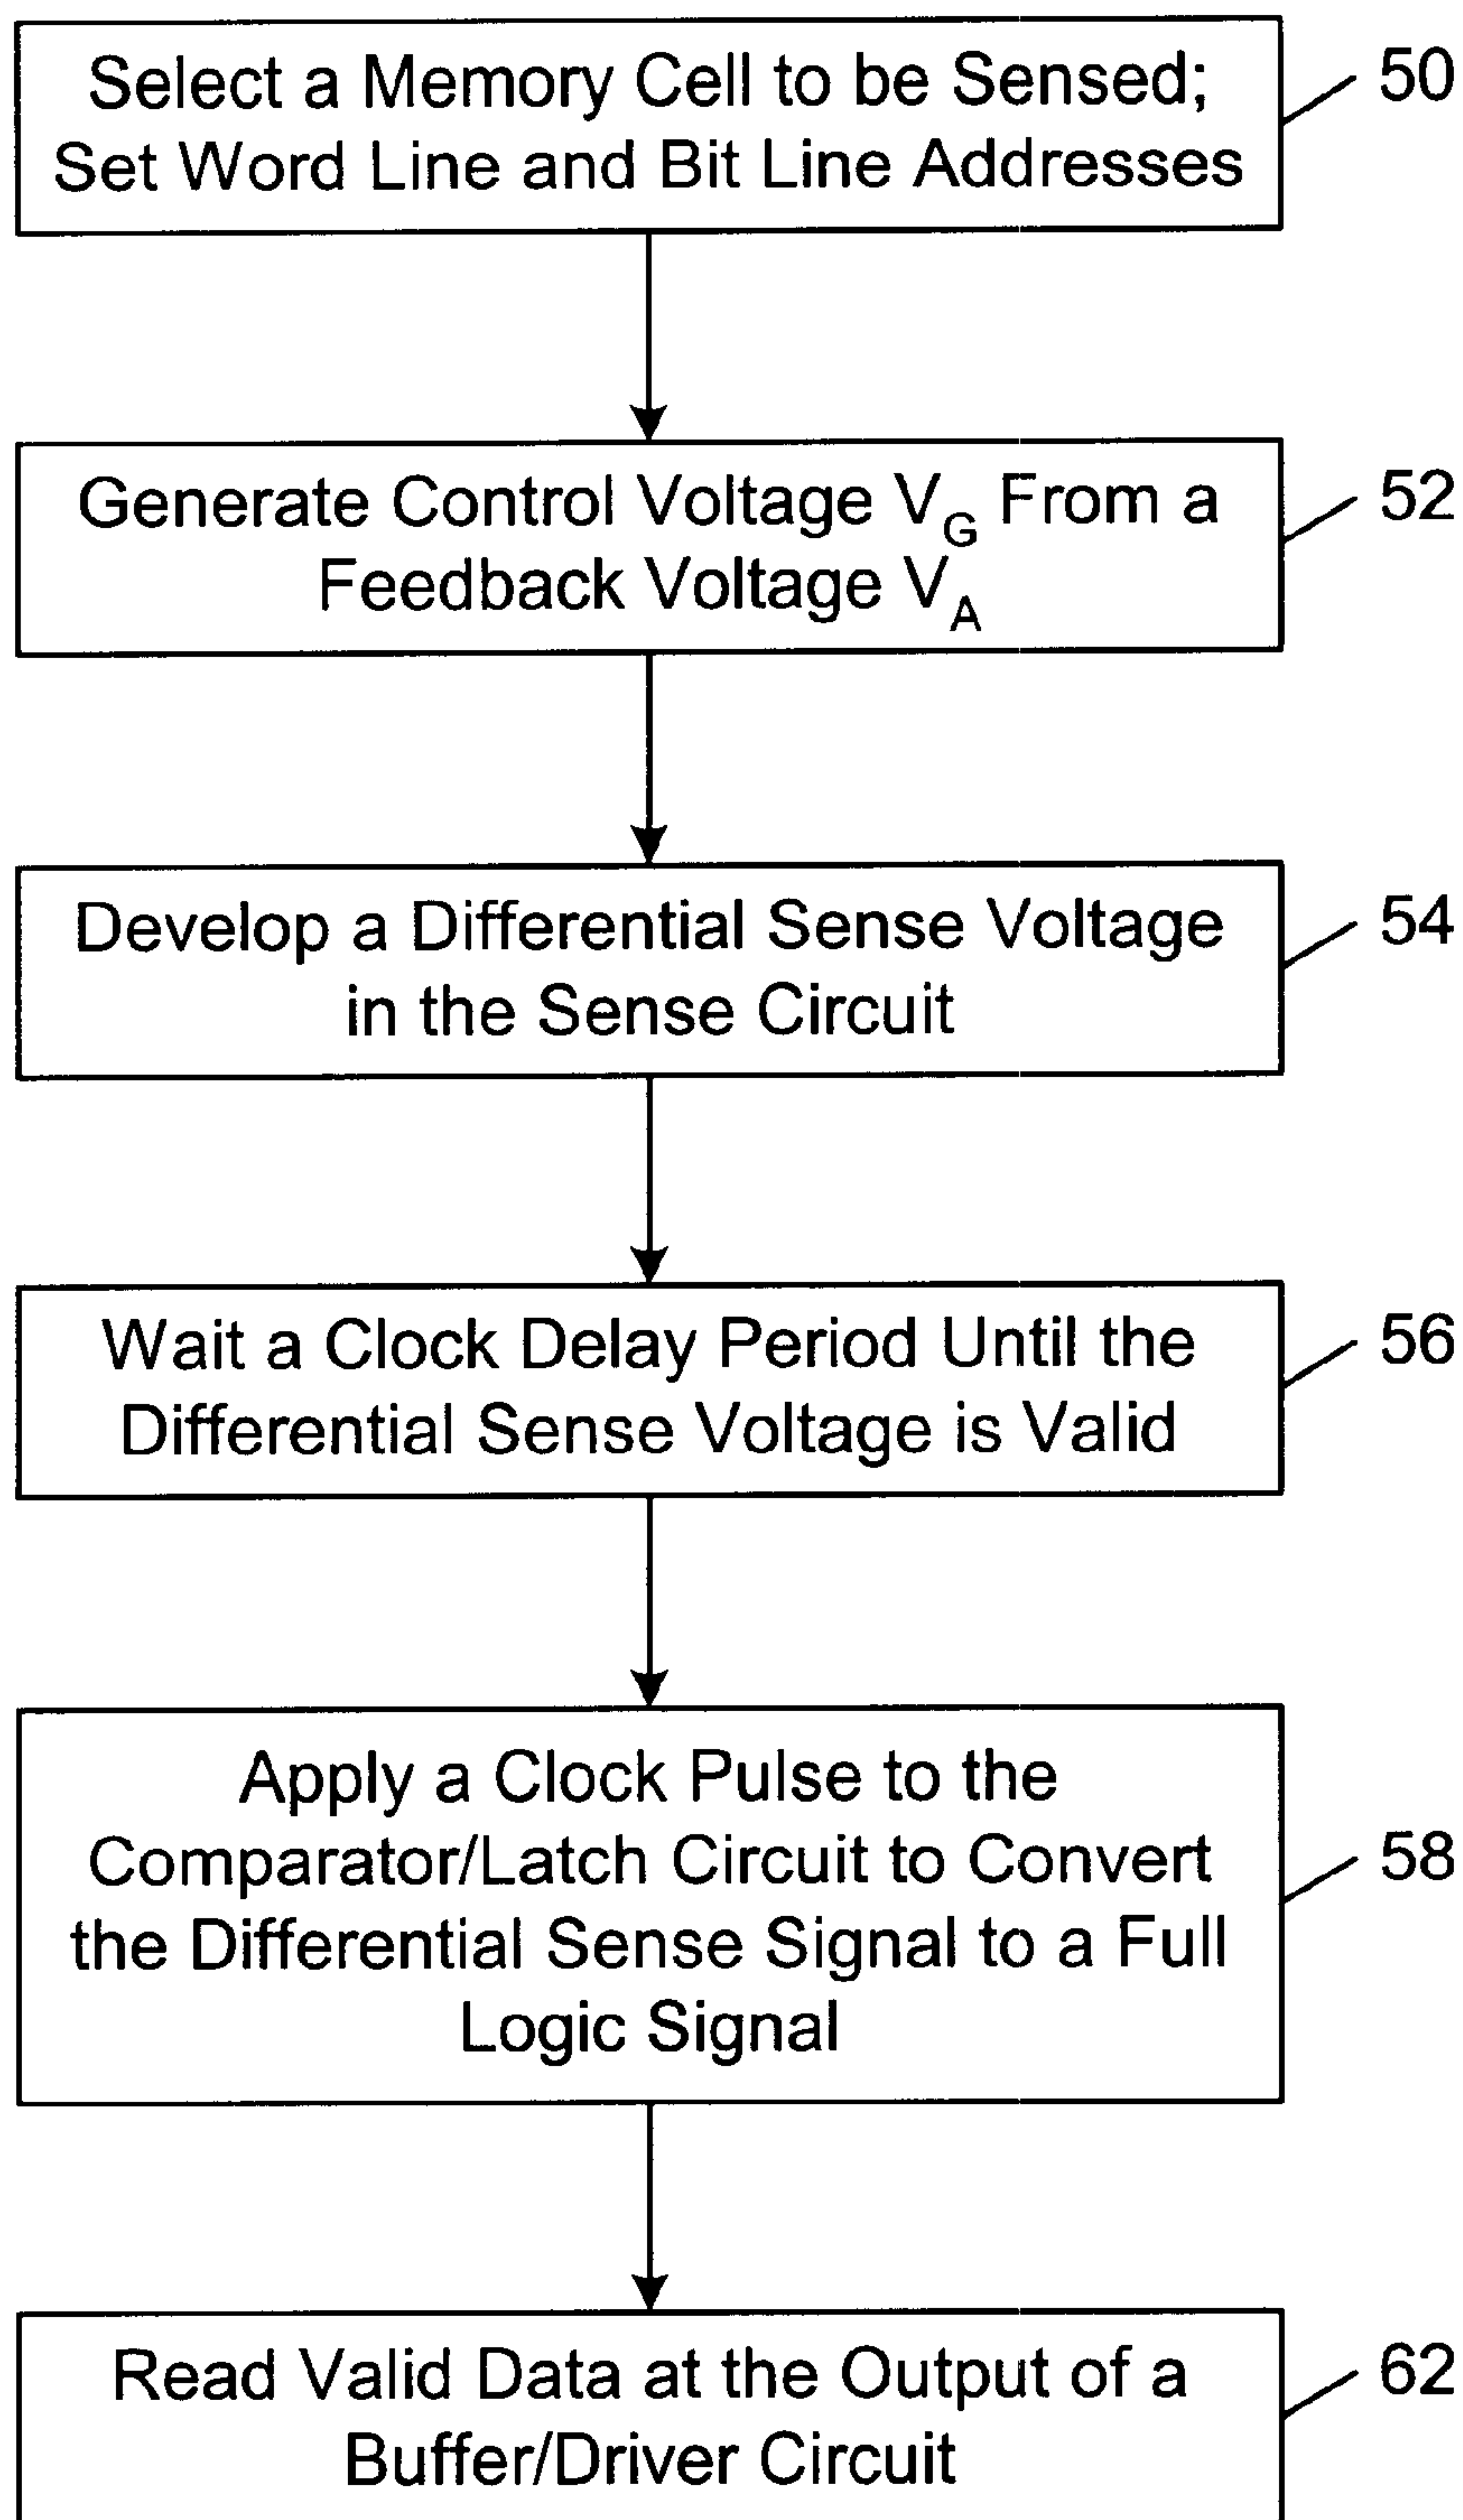 Select a Memory Cell to be Sensed;
Set Word Line and Bit Line Addresses
50
Generate Control Voltage VG From a
Feedback Voltage VA
52
Develop a Differential Sense Voltage
in the Sense Circuit
54
Wait a Clock Delay Period Until the
Differential Sense Voltage is Valid
56
Apply a Clock Pulse to the
Comparator/Latch Circuit to Convert
the Differential Sense Signal to a Full
Logic Signal
58
Read Valid Data at the Output of a
Buffer/Driver Circuit
62